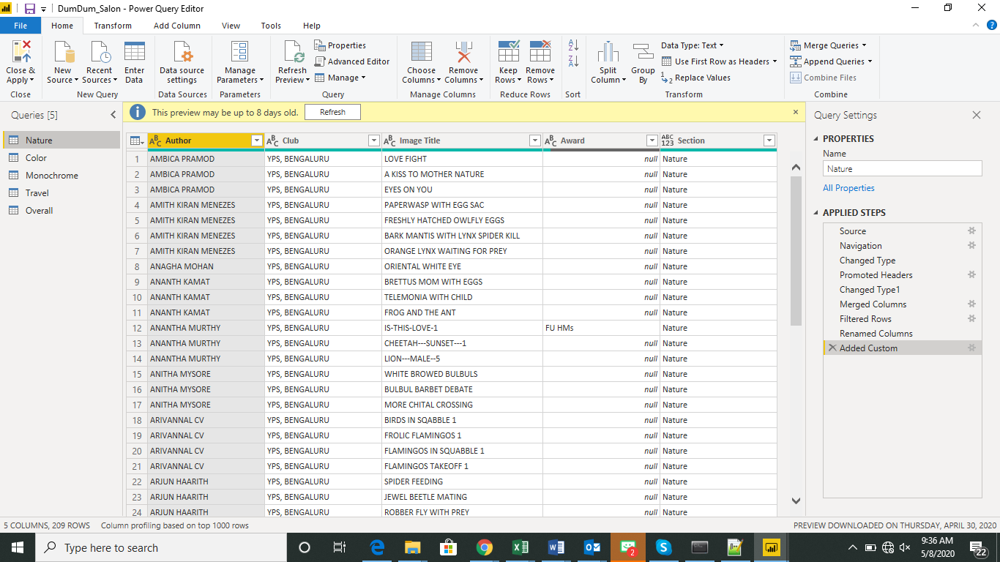 DumDum_Salon - Power Query Editor
File Home Transform Add Column View Tools Help
Close & Apply
New Source
Recent Sources
Enter Data
Data source settings
Manage Parameters
Refresh Preview
Properties
Advanced Editor
Manage
Choose Columns
Remove Columns
Keep Rows
Remove Rows
Split Column
Group By
Data Type: Text
Use First Row as Headers
Replace Values
Merge Queries
Append Queries
Combine Files
Close New Query Data Sources Parameters Query Manage Columns Reduce Rows Sort Transform Combine
Queries [5]
Nature
Color
Monochrome
Travel
Overall
This preview may be up to 8 days old. Refresh
Author Club Image Title Award Section
1 AMBICA PRAMOD YPS, BENGALURU LOVE FIGHT null Nature
2 AMBICA PRAMOD YPS, BENGALURU A KISS TO MOTHER NATURE null Nature
3 AMBICA PRAMOD YPS, BENGALURU EYES ON YOU null Nature
4 AMITH KIRAN MENEZES YPS, BENGALURU PAPERWASP WITH EGG SAC null Nature
5 AMITH KIRAN MENEZES YPS, BENGALURU FRESHLY HATCHED OWLFLY EGGS null Nature
6 AMITH KIRAN MENEZES YPS, BENGALURU BARK MANTIS WITH LYNX SPIDER KILL null Nature
7 AMITH KIRAN MENEZES YPS, BENGALURU ORANGE LYNX WAITING FOR PREY null Nature
8 ANAGHA MOHAN YPS, BENGALURU ORIENTAL WHITE EYE null Nature
9 ANANTH KAMAT YPS, BENGALURU BRETTUS MOM WITH EGGS null Nature
10 ANANTH KAMAT YPS, BENGALURU TELEMONIA WITH CHILD null Nature
11 ANANTH KAMAT YPS, BENGALURU FROG AND THE ANT null Nature
12 ANANTHA MURTHY YPS, BENGALURU IS-THIS-LOVE-1 FU HMs Nature
13 ANANTHA MURTHY YPS, BENGALURU CHEETAH---SUNSET---1 null Nature
14 ANANTHA MURTHY YPS, BENGALURU LION---MALE--5 null Nature
15 ANITHA MYSORE YPS, BENGALURU WHITE BROWED BULBULS null Nature
16 ANITHA MYSORE YPS, BENGALURU BULBUL BARBET DEBATE null Nature
17 ANITHA MYSORE YPS, BENGALURU MORE CHITAL CROSSING null Nature
18 ARIVANNAL CV YPS, BENGALURU BIRDS IN SQABBLE 1 null Nature
19 ARIVANNAL CV YPS, BENGALURU FROLIC FLAMINGOS 1 null Nature
20 ARIVANNAL CV YPS, BENGALURU FLAMINGOS IN SQUABBLE 1 null Nature
21 ARIVANNAL CV YPS, BENGALURU FLAMINGOS TAKEOFF 1 null Nature
22 ARJUN HAARITH YPS, BENGALURU SPIDER FEEDING null Nature
23 ARJUN HAARITH YPS, BENGALURU JEWEL BEETLE MATING null Nature
24 ARJUN HAARITH YPS, BENGALURU ROBBER FLY WITH PREY null Nature
Query Settings
PROPERTIES
Name
Nature
All Properties
APPLIED STEPS
Source
Navigation
Changed Type
Promoted Headers
Changed Type1
Merged Columns
Filtered Rows
Renamed Columns
Added Custom
5 COLUMNS, 209 ROWS Column profiling based on top 1000 rows PREVIEW DOWNLOADED ON THURSDAY, APRIL 30, 2020
Type here to search
2
9:36 AM
5/8/2020
22